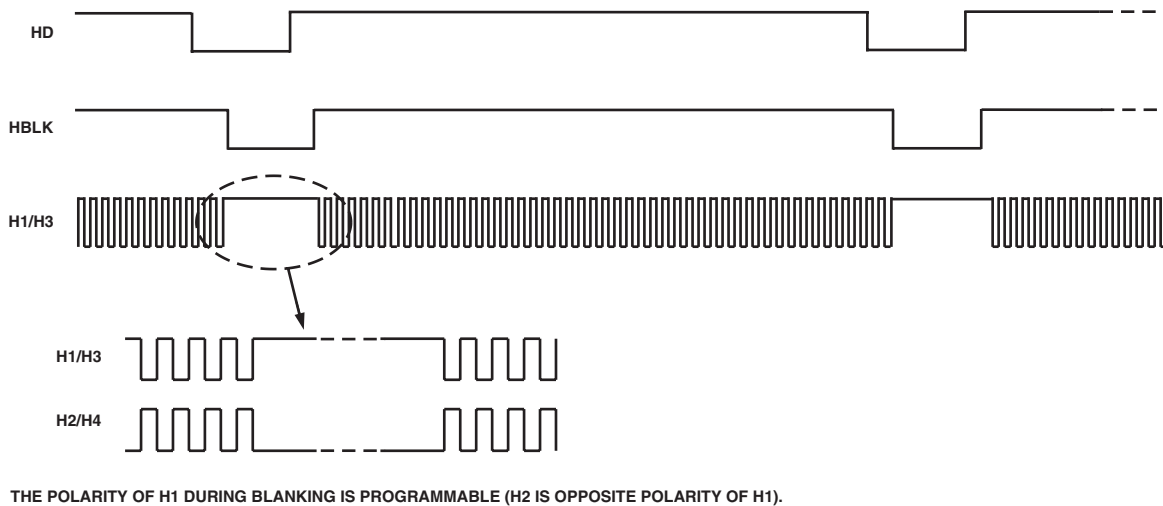 HD
HBLK
H1/H3
H1/H3
H2/H4
THE POLARITY OF H1 DURING BLANKING IS PROGRAMMABLE (H2 IS OPPOSITE POLARITY OF H1).